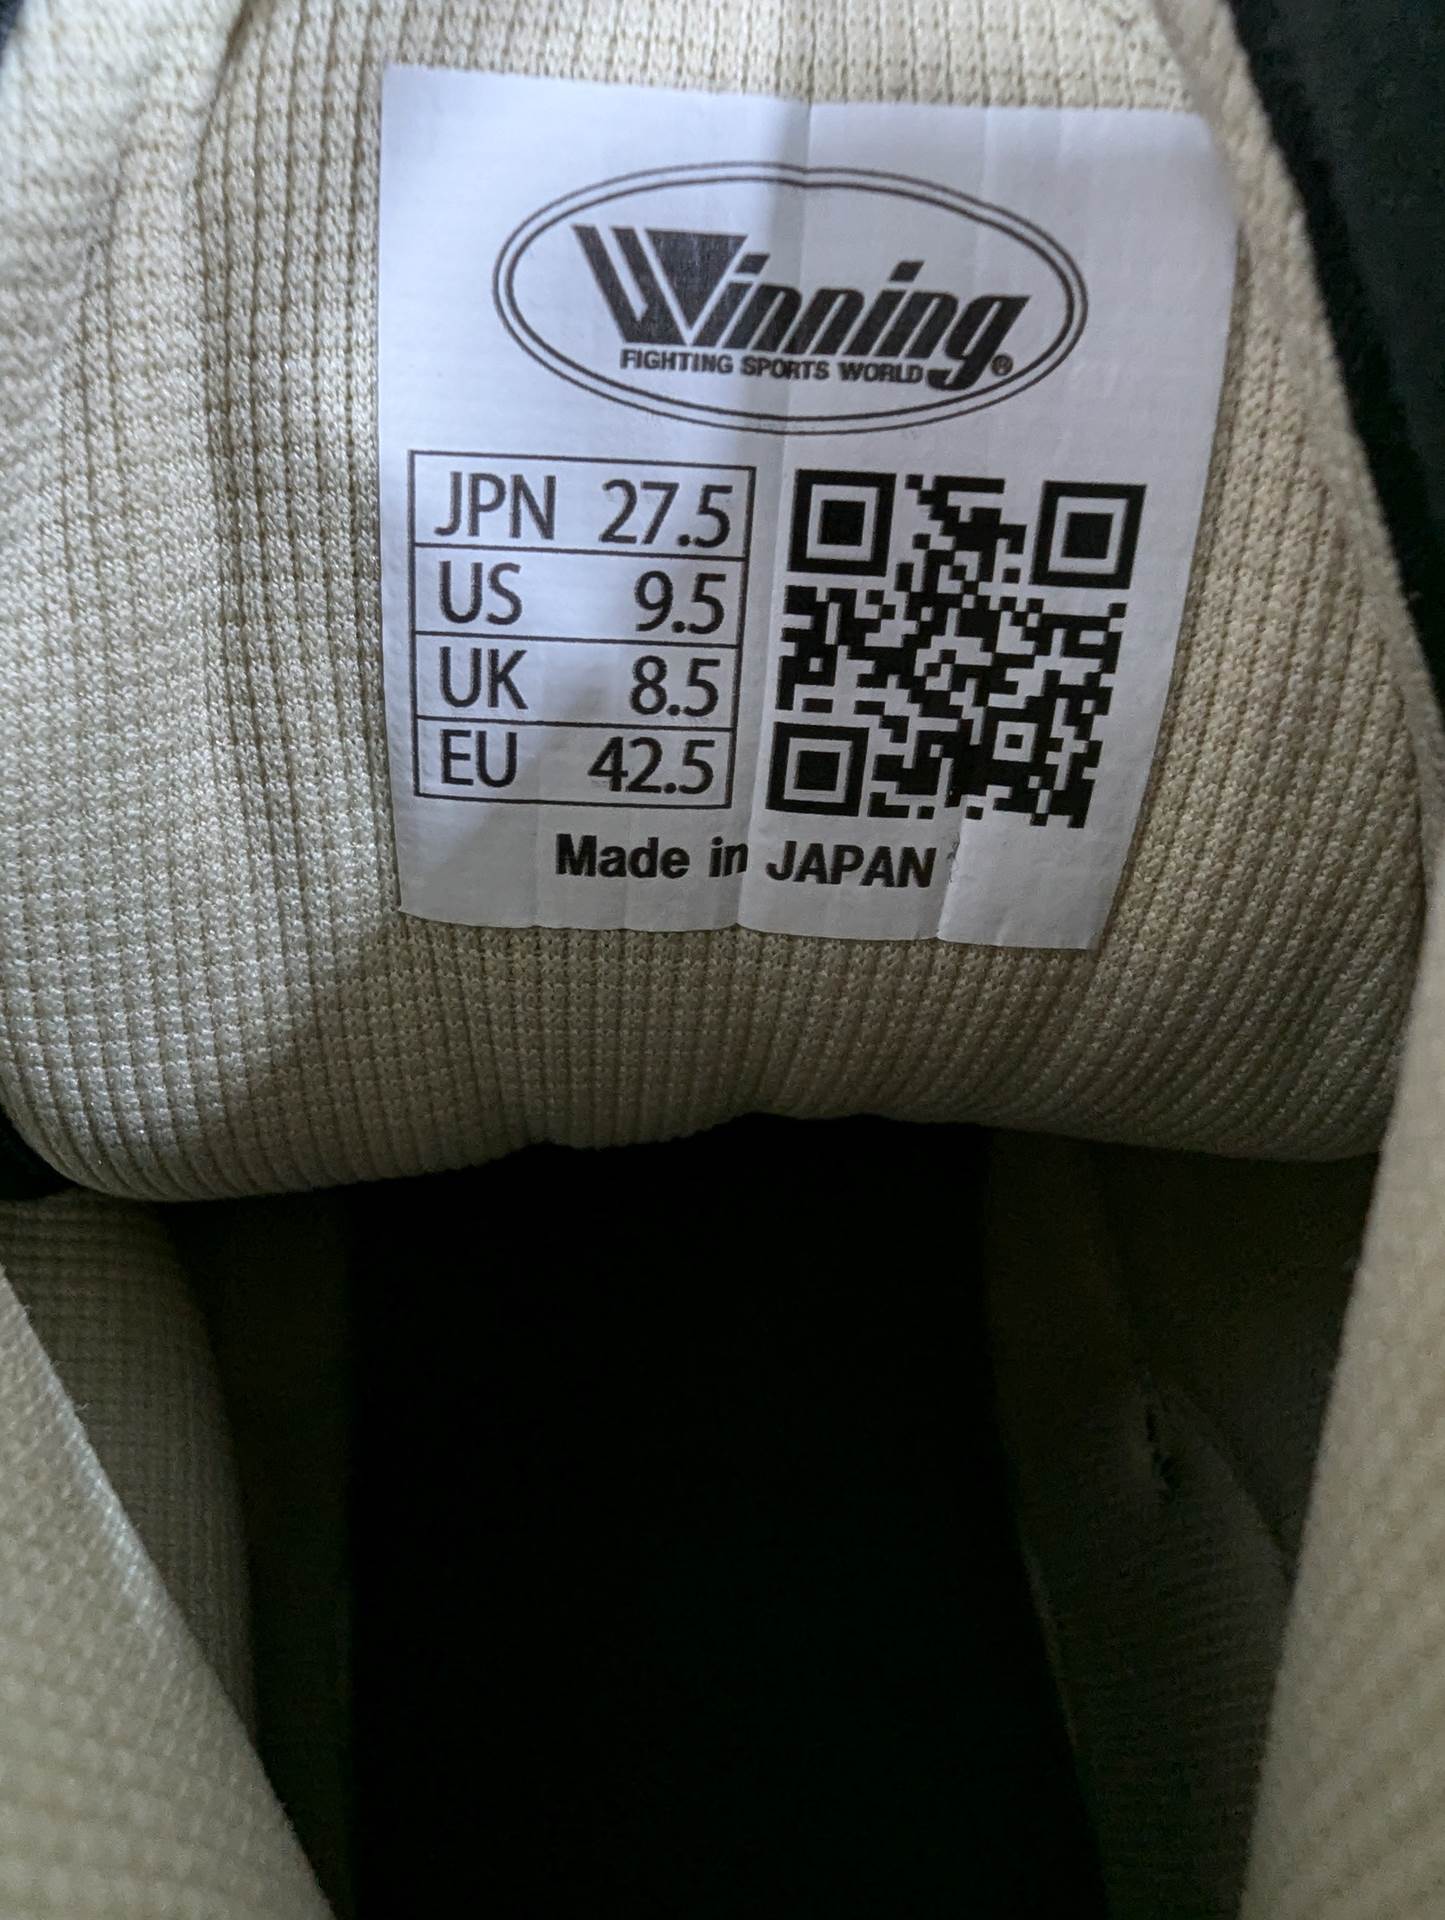 Winning®
FIGHTING SPORTS WORLD
JPN 27.5
US 9.5
UK 8.5
EU 42.5
Made in JAPAN